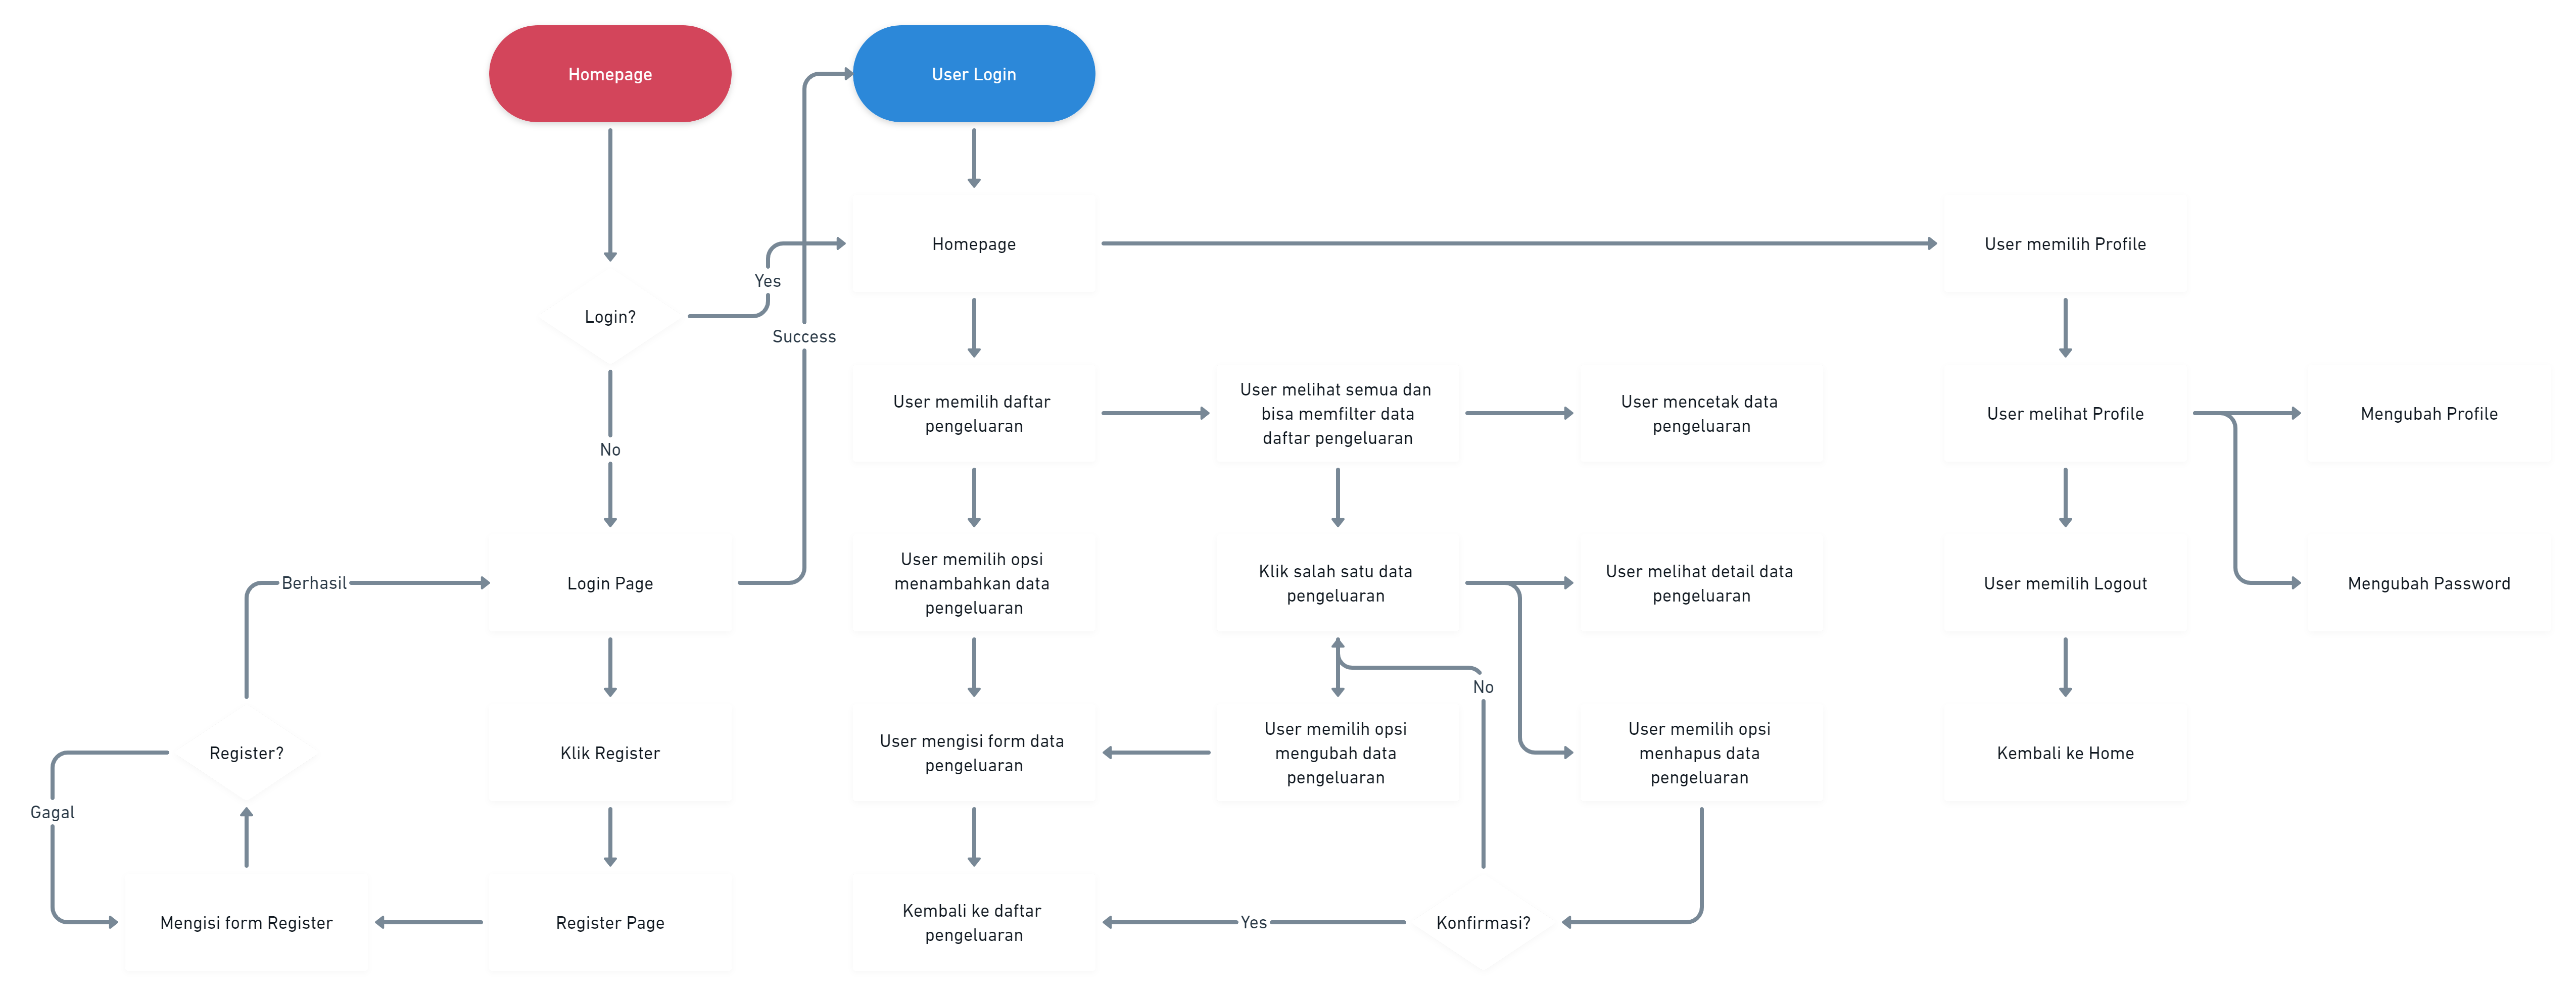 Homepage
User Login
Homepage
User memilih Profile
Yes
Login?
Success
User memilih daftar
pengeluaran
User melihat semua dan
bisa memfilter data
daftar pengeluaran
User mencetak data
pengeluaran
User melihat Profile
Mengubah Profile
No
Berhasil
Login Page
User memilih opsi
menambahkan data
pengeluaran
Klik salah satu data
pengeluaran
User melihat detail data
pengeluaran
User memilih Logout
Mengubah Password
No
Register?
Klik Register
User mengisi form data
pengeluaran
User memilih opsi
mengubah data
pengeluaran
User memilih opsi
menhapus data
pengeluaran
Kembali ke Home
Gagal
Mengisi form Register
Register Page
Kembali ke daftar
pengeluaran
Yes
Konfirmasi?